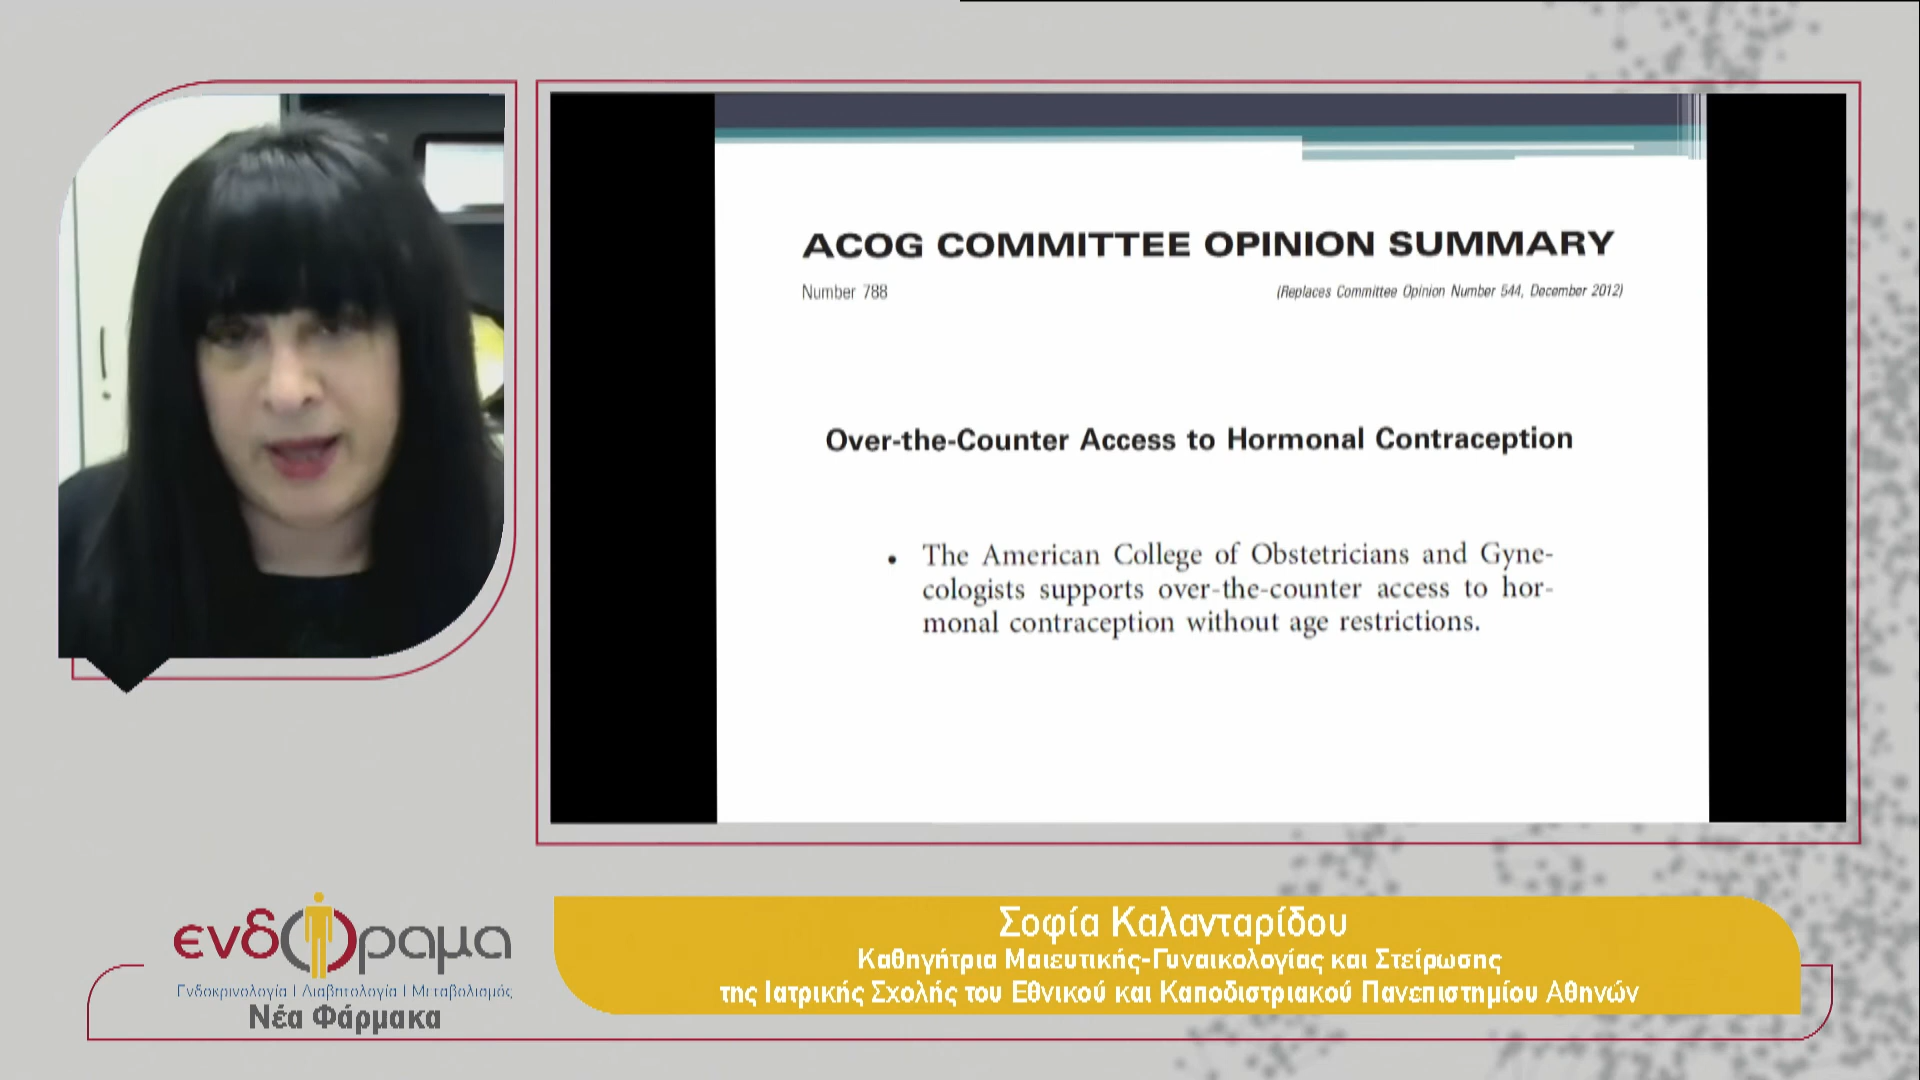 ACOG COMMITTEE OPINION SUMMARY
Number 788
(Replaces Committee Opinion Number 544, December 2012)
Over-the-Counter Access to Hormonal Contraception
• The American College of Obstetricians and Gyne-
cologists supports over-the-counter access to hor-
monal contraception without age restrictions.
ενδόραμα
Ενδοκρινολογία | Διαβητολογία | Μεταβολισμός
Νέα Φάρμακα
Σοφία Καλανταρίδου
Καθηγήτρια Μαιευτικής-Γυναικολογίας και Στείρωσης
της Ιατρικής Σχολής του Εθνικού και Καποδιστριακού Πανεπιστημίου Αθηνών